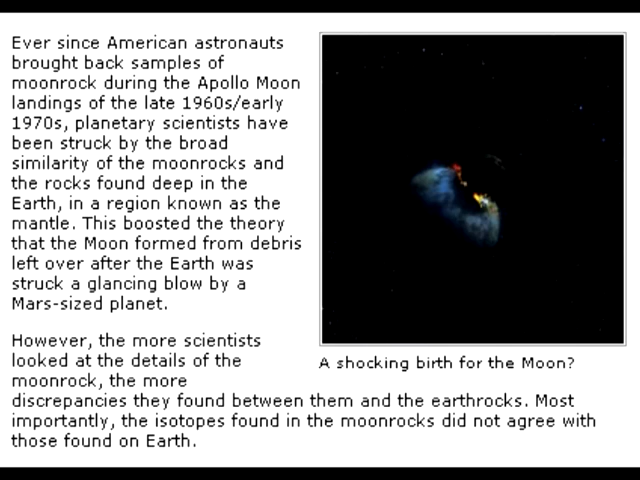 Ever since American astronauts
brought back samples of
moonrock during the Apollo Moon
landings of the late 1960s/early
1970s, planetary scientists have
been struck by the broad
similarity of the moonrocks and
the rocks found deep in the
Earth, in a region known as the
mantle. This boosted the theory
that the Moon formed from debris
left over after the Earth was
struck a glancing blow by a
Mars-sized planet.
However, the more scientists
looked at the details of the
moonrock, the more
discrepancies they found between them and the earthrocks. Most
importantly, the isotopes found in the moonrocks did not agree with
those found on Earth.
A shocking birth for the Moon?